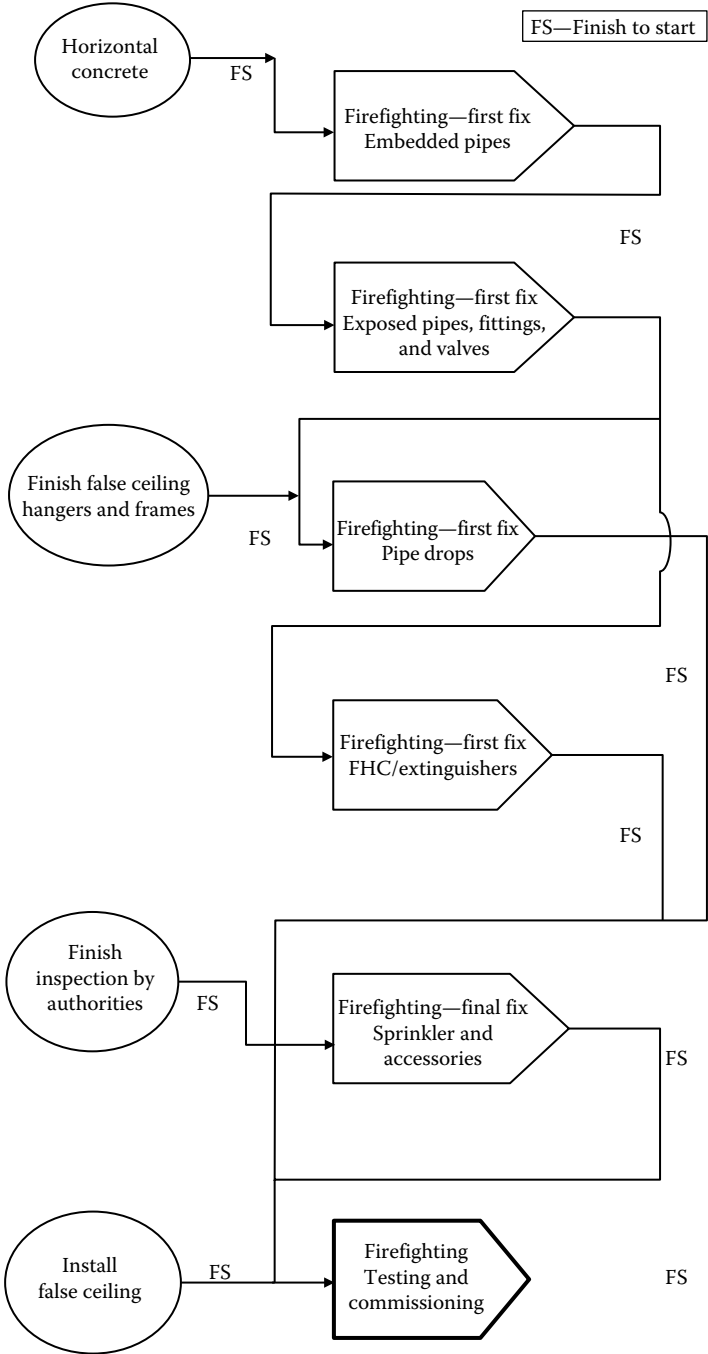 FS—Finish to start
Horizontal
concrete
FS
Firefighting—first fix
Embedded pipes
FS
Firefighting—first fix
Exposed pipes, fittings,
and valves
Finish false ceiling
hangers and frames
FS
Firefighting—first fix
Pipe drops
FS
Firefighting—first fix
FHC/extinguishers
FS
Finish
inspection by
authorities
FS
Firefighting—final fix
Sprinkler and
accessories
FS
Install
false ceiling
FS
Firefighting
Testing and
commissioning
FS